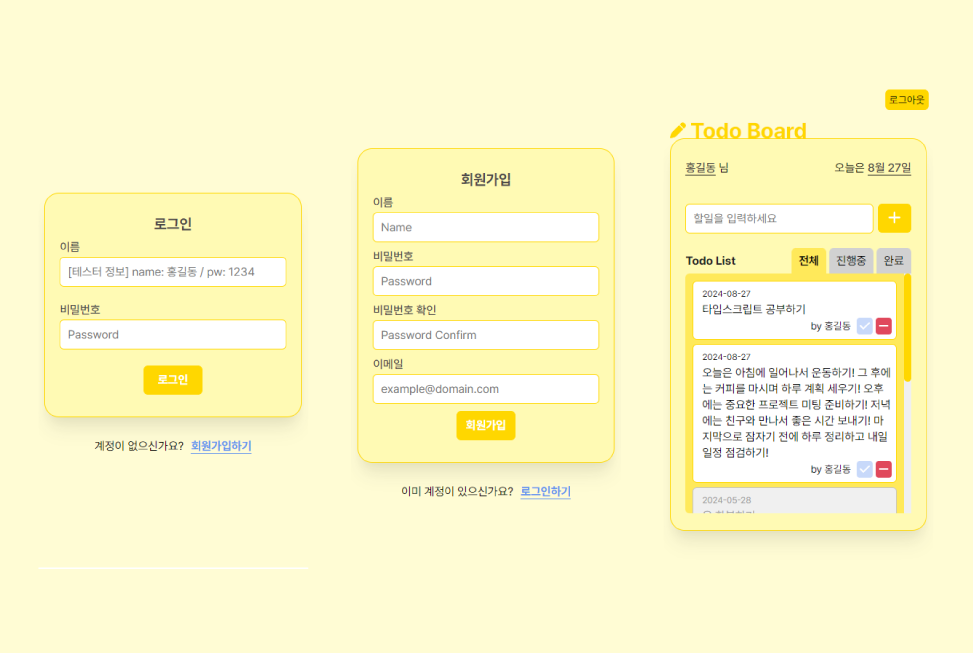 로그인
이름
[테스터 정보] name: 홍길동 / pw: 1234
비밀번호
Password
로그인
계정이 없으신가요? 회원가입하기
회원가입
이름
Name
비밀번호
Password
비밀번호 확인
Password Confirm
이메일
example@domain.com
회원가입
이미 계정이 있으신가요? 로그인하기
로그아웃
Todo Board
홍길동 님 오늘은 8월 27일
할일을 입력하세요
Todo List 전체 진행중 완료
2024-08-27
타입스크립트 공부하기
by 홍길동
2024-08-27
오늘은 아침에 일어나서 운동하기! 그 후에
는 커피를 마시며 하루 계획 세우기! 오후
에는 중요한 프로젝트 미팅 준비하기! 저녁
에는 친구와 만나서 좋은 시간 보내기! 마
지막으로 잠자기 전에 하루 정리하고 내일
일정 점검하기!
by 홍길동
2024-05-28